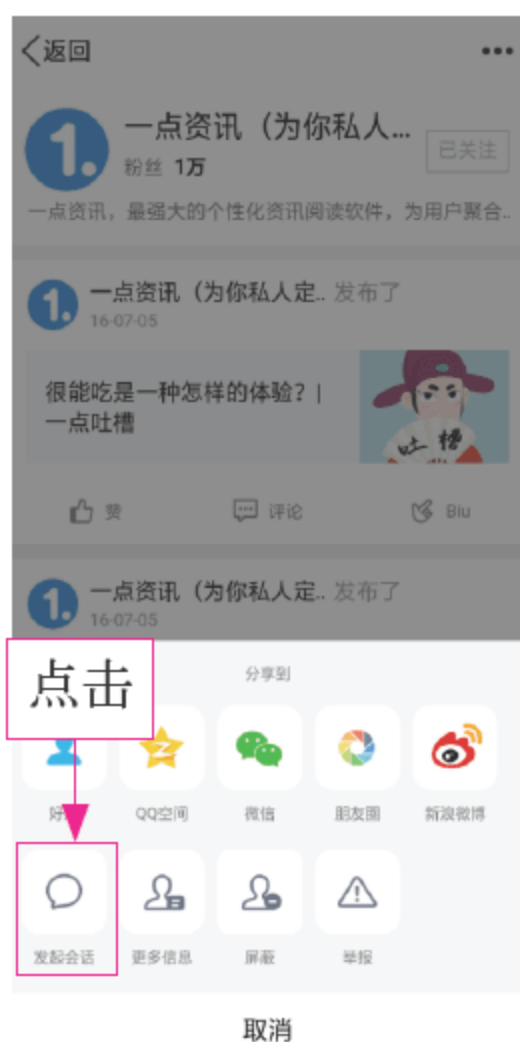 返回
一点资讯（为你私人...
已关注
粉丝 1万
一点资讯，最强大的个性化资讯阅读软件，为用户聚合..
一点资讯（为你私人定.. 发布了
16-07-05
很能吃是一种怎样的体验？|
一点吐槽
吐槽
赞 评论 Biu
一点资讯（为你私人定.. 发布了
16-07-05
点击
分享到
好 QQ空间 微信 朋友圈 新浪微博
发起会话 更多信息 屏蔽 举报
取消